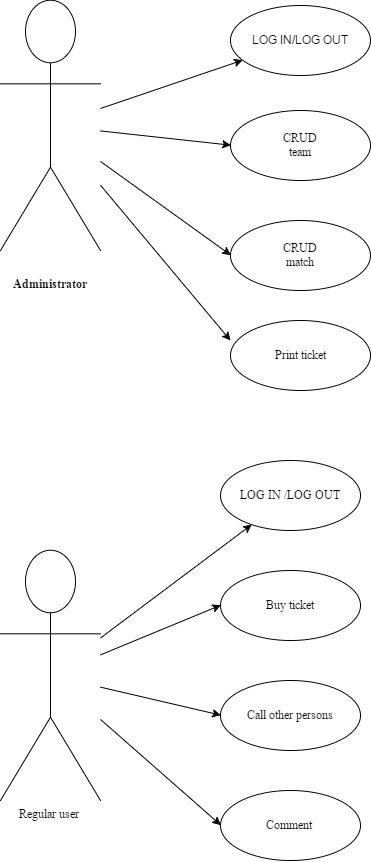 LOG IN/LOG OUT
CRUD
team
CRUD
match
Administrator
Print ticket
LOG IN /LOG OUT
Buy ticket
Call other persons
Regular user
Comment